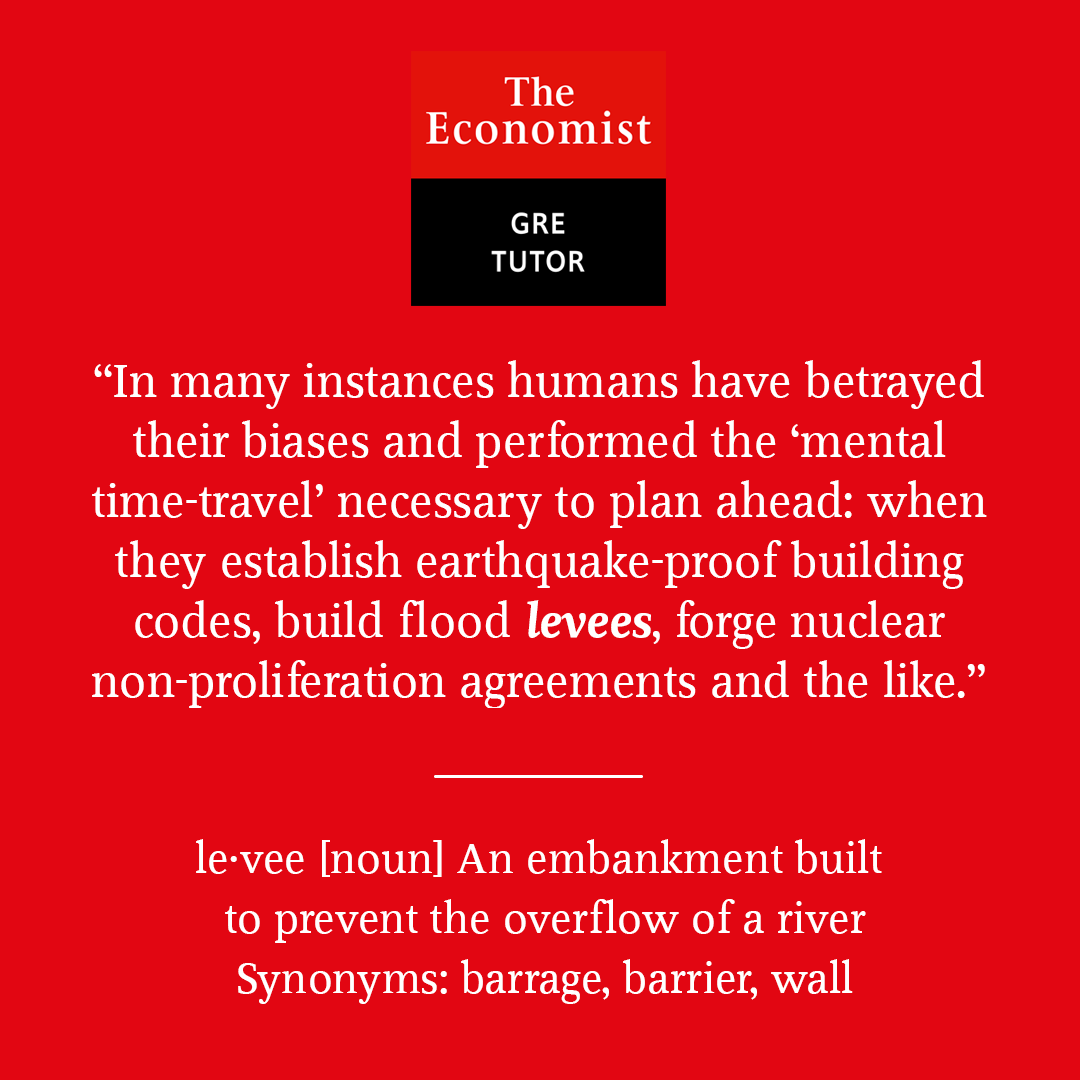 The
Economist
GRE
TUTOR
“In many instances humans have betrayed
their biases and performed the ‘mental
time-travel’ necessary to plan ahead: when
they establish earthquake-proof building
codes, build flood levees, forge nuclear
non-proliferation agreements and the like.”
le·vee [noun] An embankment built
to prevent the overflow of a river
Synonyms: barrage, barrier, wall